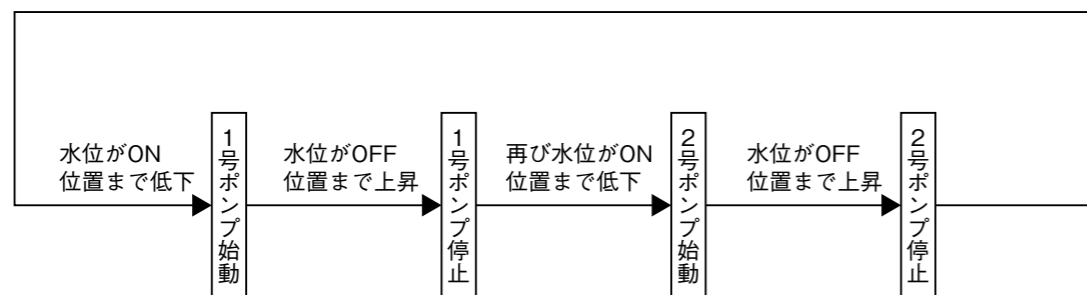 水位がON
位置まで低下
1号ポンプ始動
水位がOFF
位置まで上昇
1号ポンプ停止
再び水位がON
位置まで低下
2号ポンプ始動
水位がOFF
位置まで上昇
2号ポンプ停止